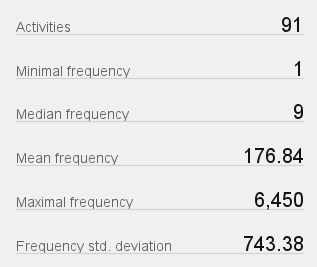 Activities 91
Minimal frequency 1
Median frequency 9
Mean frequency 176.84
Maximal frequency 6,450
Frequency std. deviation 743.38